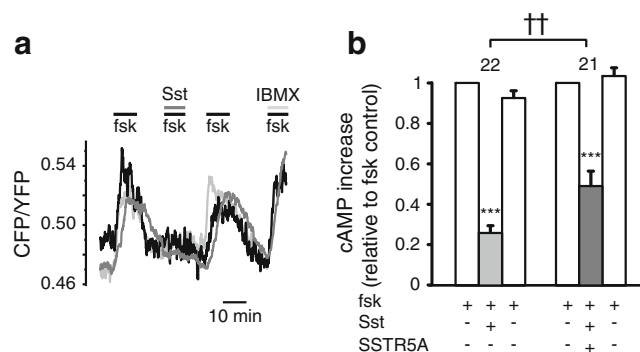 a
Sst IBMX
fsk fsk fsk fsk
CFP/YFP
0.54
0.50
0.46
10 min
b
††
22 21
cAMP increase
(relative to fsk control)
1
0.8
0.6
0.4
0.2
0
*** ***
fsk + + + + + +
Sst - + - - + -
SSTR5A - - - - + -